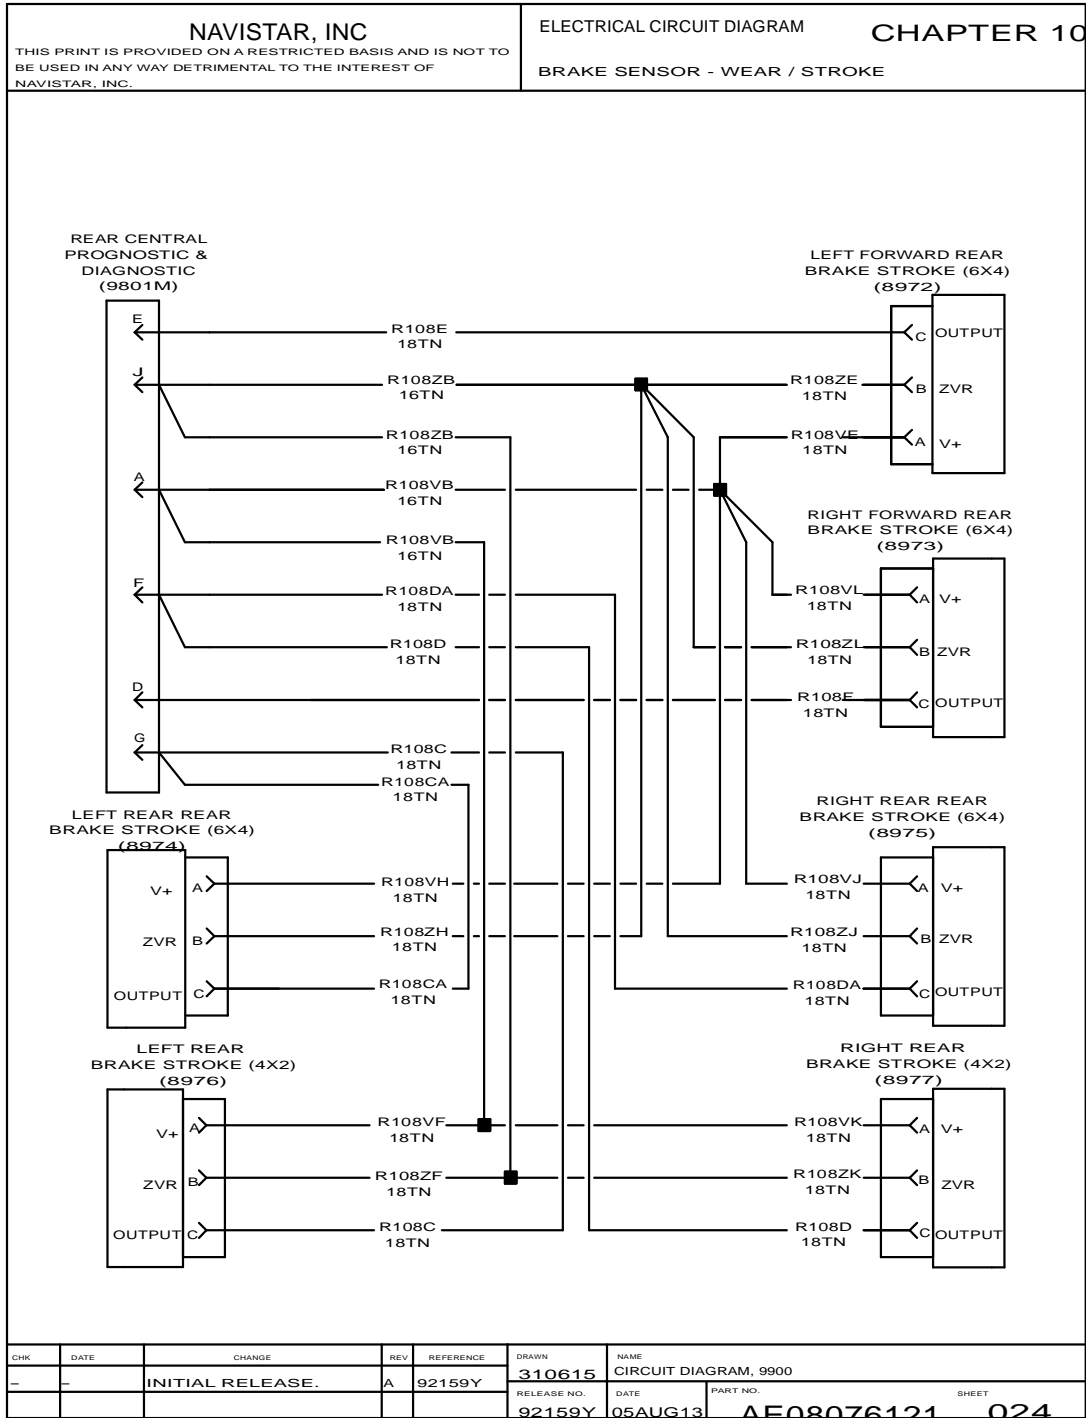 NAVISTAR, INC
THIS PRINT IS PROVIDED ON A RESTRICTED BASIS AND IS NOT TO
BE USED IN ANY WAY DETRIMENTAL TO THE INTEREST OF
NAVISTAR, INC.
ELECTRICAL CIRCUIT DIAGRAM
CHAPTER 10
BRAKE SENSOR - WEAR / STROKE
REAR CENTRAL
PROGNOSTIC &
DIAGNOSTIC
(9801M)
LEFT FORWARD REAR
BRAKE STROKE (6X4)
(8972)
E
R108E
18TN
C
OUTPUT
J
R108ZB
16TN
R108ZE
18TN
B
ZVR
R108ZB
16TN
R108VE
18TN
A
V+
A
R108VB
16TN
RIGHT FORWARD REAR
BRAKE STROKE (6X4)
(8973)
R108VB
16TN
F
R108DA
18TN
R108VL
18TN
A
V+
R108D
18TN
R108ZL
18TN
B
ZVR
D
R108F
18TN
C
OUTPUT
G
R108C
18TN
R108CA
18TN
LEFT REAR REAR
BRAKE STROKE (6X4)
(8974)
RIGHT REAR REAR
BRAKE STROKE (6X4)
(8975)
V+
A
R108VH
18TN
R108VJ
18TN
A
V+
ZVR
B
R108ZH
18TN
R108ZJ
18TN
B
ZVR
OUTPUT
C
R108CA
18TN
R108DA
18TN
C
OUTPUT
LEFT REAR
BRAKE STROKE (4X2)
(8976)
RIGHT REAR
BRAKE STROKE (4X2)
(8977)
V+
A
R108VF
18TN
R108VK
18TN
A
V+
ZVR
B
R108ZF
18TN
R108ZK
18TN
B
ZVR
OUTPUT
C
R108C
18TN
R108D
18TN
C
OUTPUT
CHK DATE CHANGE REV REFERENCE
– – INITIAL RELEASE. A 92159Y
DRAWN
310615
NAME
CIRCUIT DIAGRAM, 9900
RELEASE NO.
92159Y
DATE
05AUG13
PART NO.
AE08076121
SHEET
024